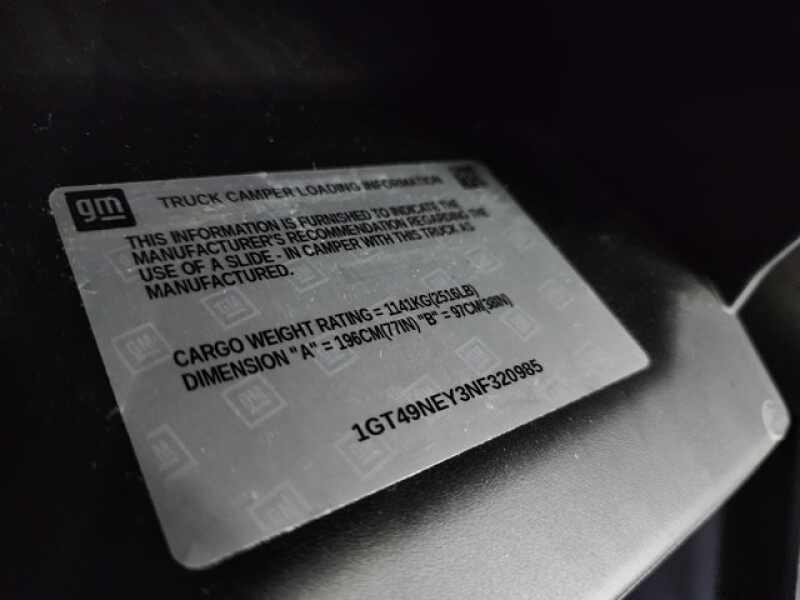 gm
TRUCK CAMPER LOADING INFORMATION
THIS INFORMATION IS FURNISHED TO INDICATE THE
MANUFACTURER'S RECOMMENDATION REGARDING THE
USE OF A SLIDE - IN CAMPER WITH THIS TRUCK AS
MANUFACTURED.
CARGO WEIGHT RATING = 1141KG(2516LB)
DIMENSION "A" = 196CM(77IN) "B" = 97CM(38IN)
1GT49NEY3NF320985